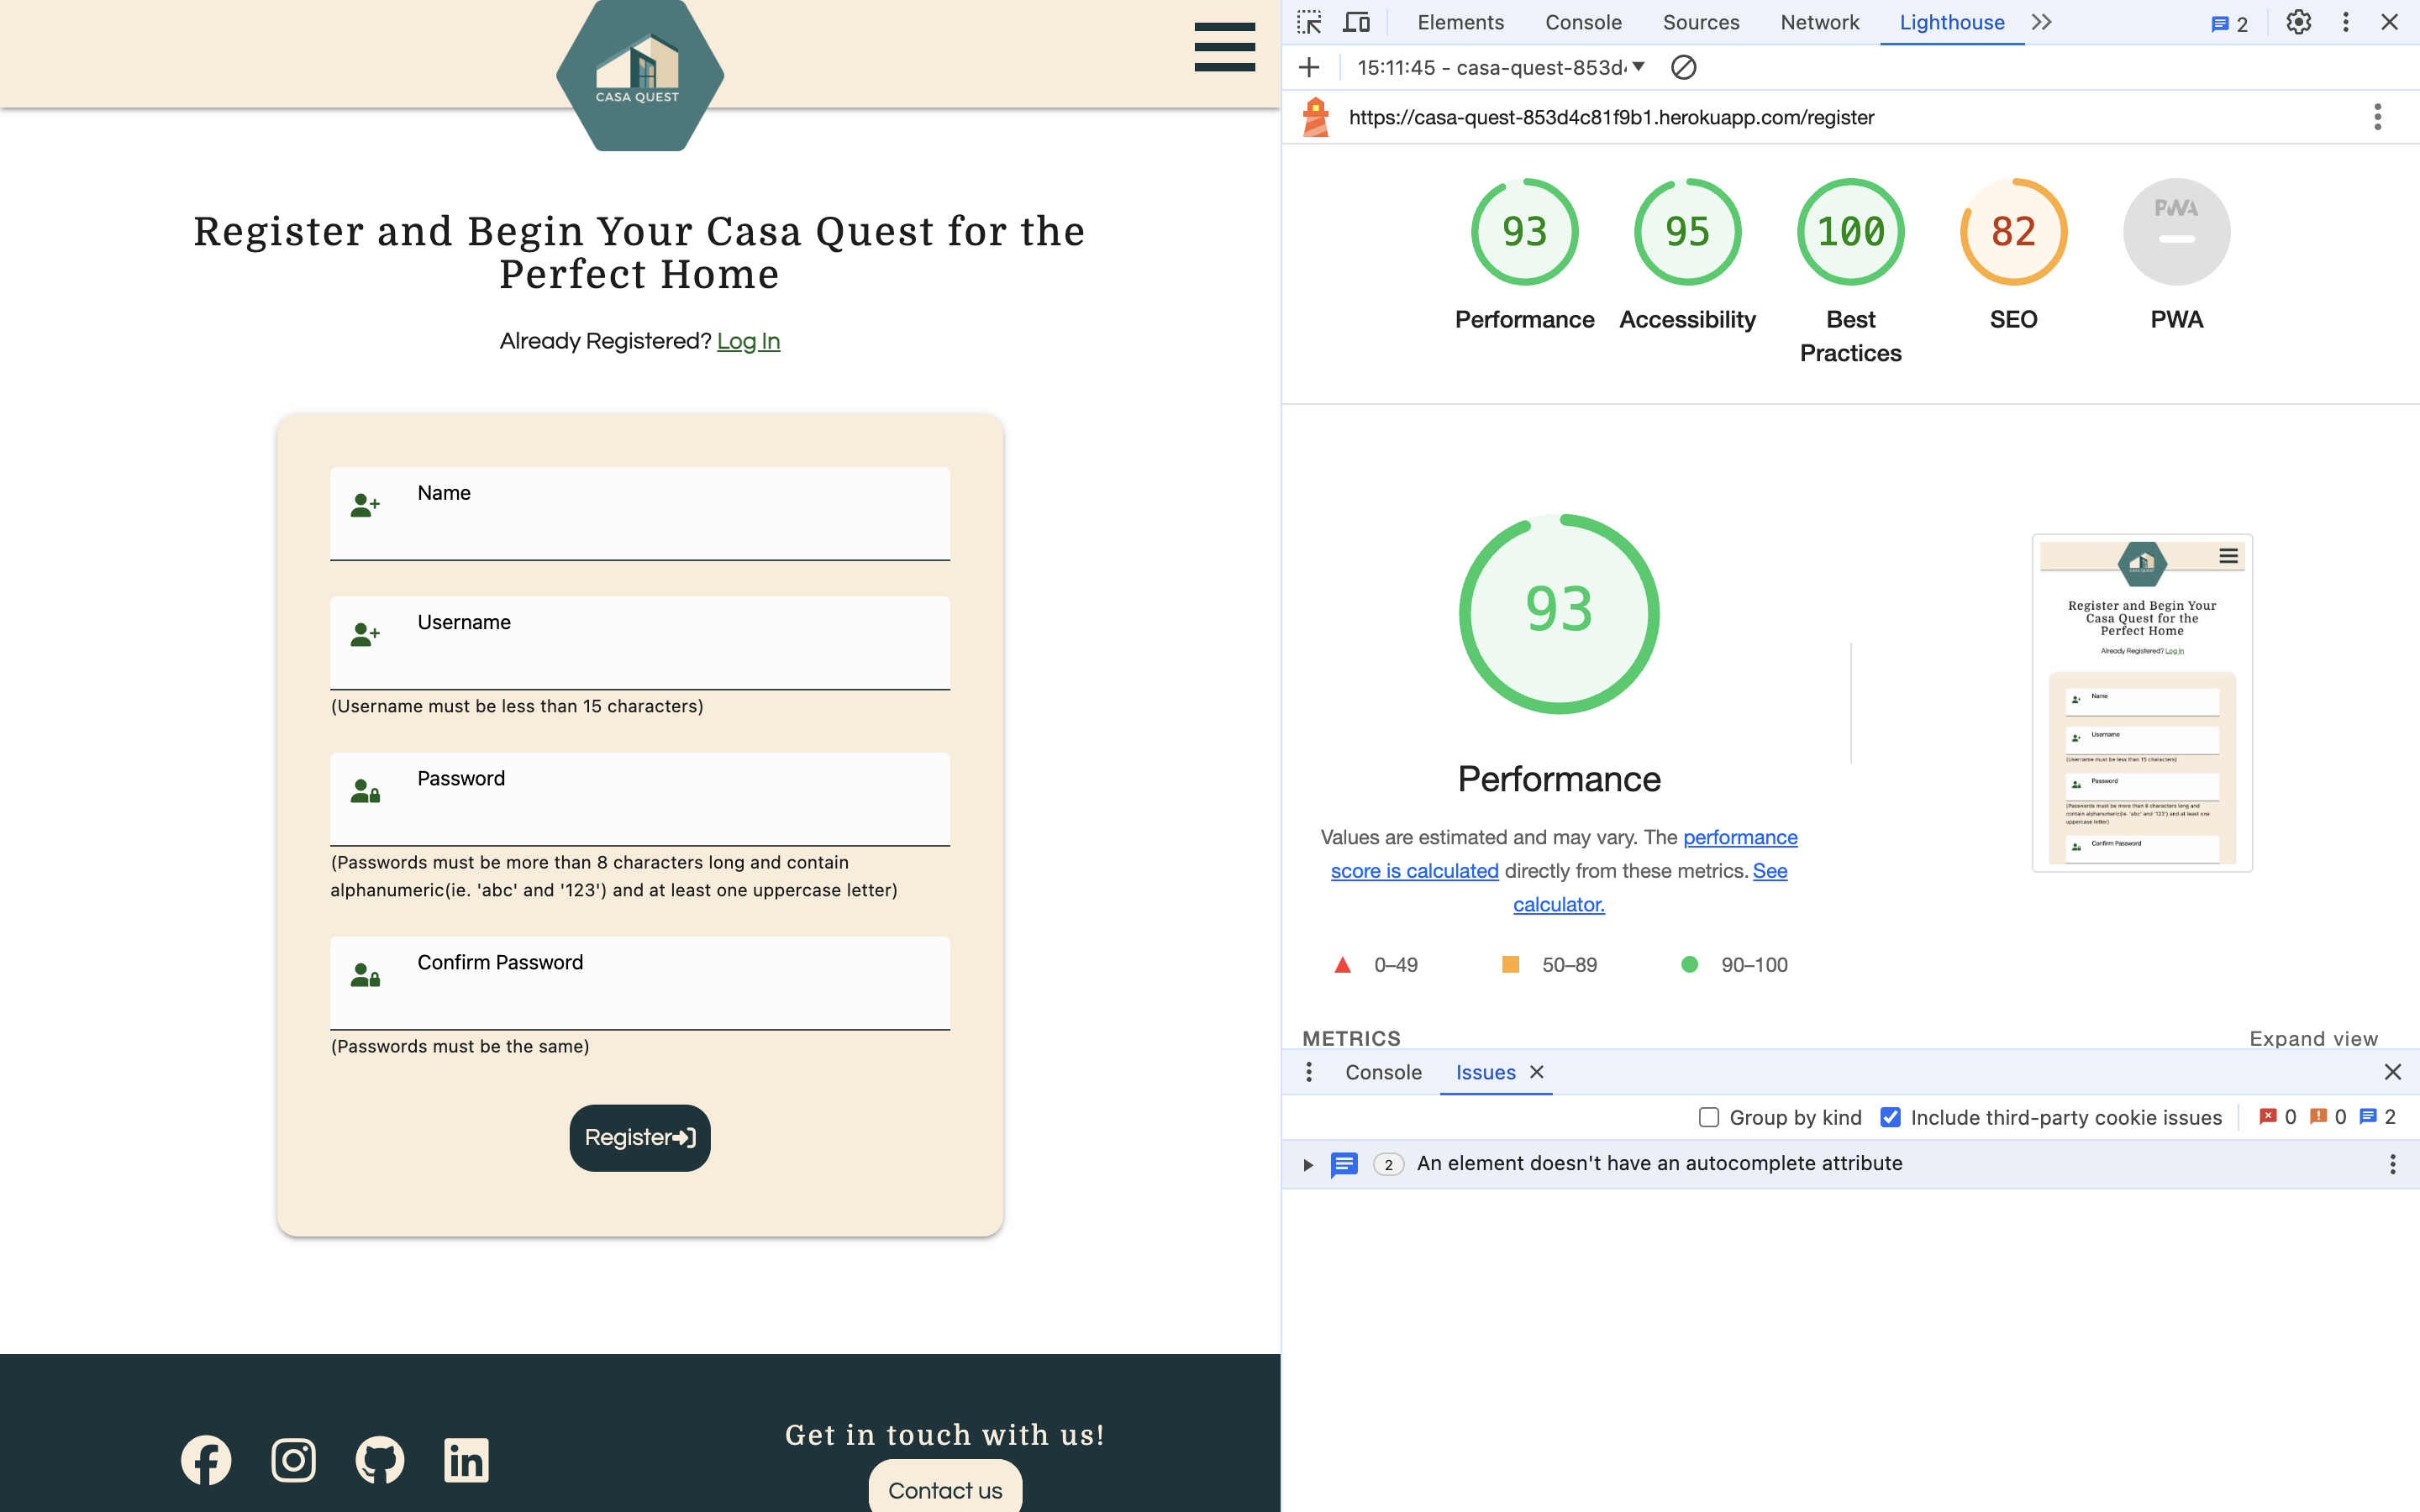 CASA QUEST
Register and Begin Your Casa Quest for the
Perfect Home
Already Registered? Log In
Name
Username
(Username must be less than 15 characters)
Password
(Passwords must be more than 8 characters long and contain
alphanumeric(ie. 'abc' and '123') and at least one uppercase letter)
Confirm Password
(Passwords must be the same)
Register
Get in touch with us!
Contact us
Elements Console Sources Network Lighthouse 2
15:11:45 - casa-quest-853d
https://casa-quest-853d4c81f9b1.herokuapp.com/register
93 95 100 82 PWA
Performance Accessibility Best SEO PWA
Practices
93
Performance
Values are estimated and may vary. The performance
score is calculated directly from these metrics. See
calculator.
0–49 50–89 90–100
Register and Begin Your
Casa Quest for the
Perfect Home
Already Registered? Log In
Name
Username
(Username must be less than 15 characters)
Password
(Passwords must be more than 8 characters long and
contain alphanumeric(ie. 'abc' and '123') and at least one
uppercase letter)
Confirm Password
METRICS Expand view
Console Issues
Group by kind Include third-party cookie issues 0 0 2
2 An element doesn't have an autocomplete attribute